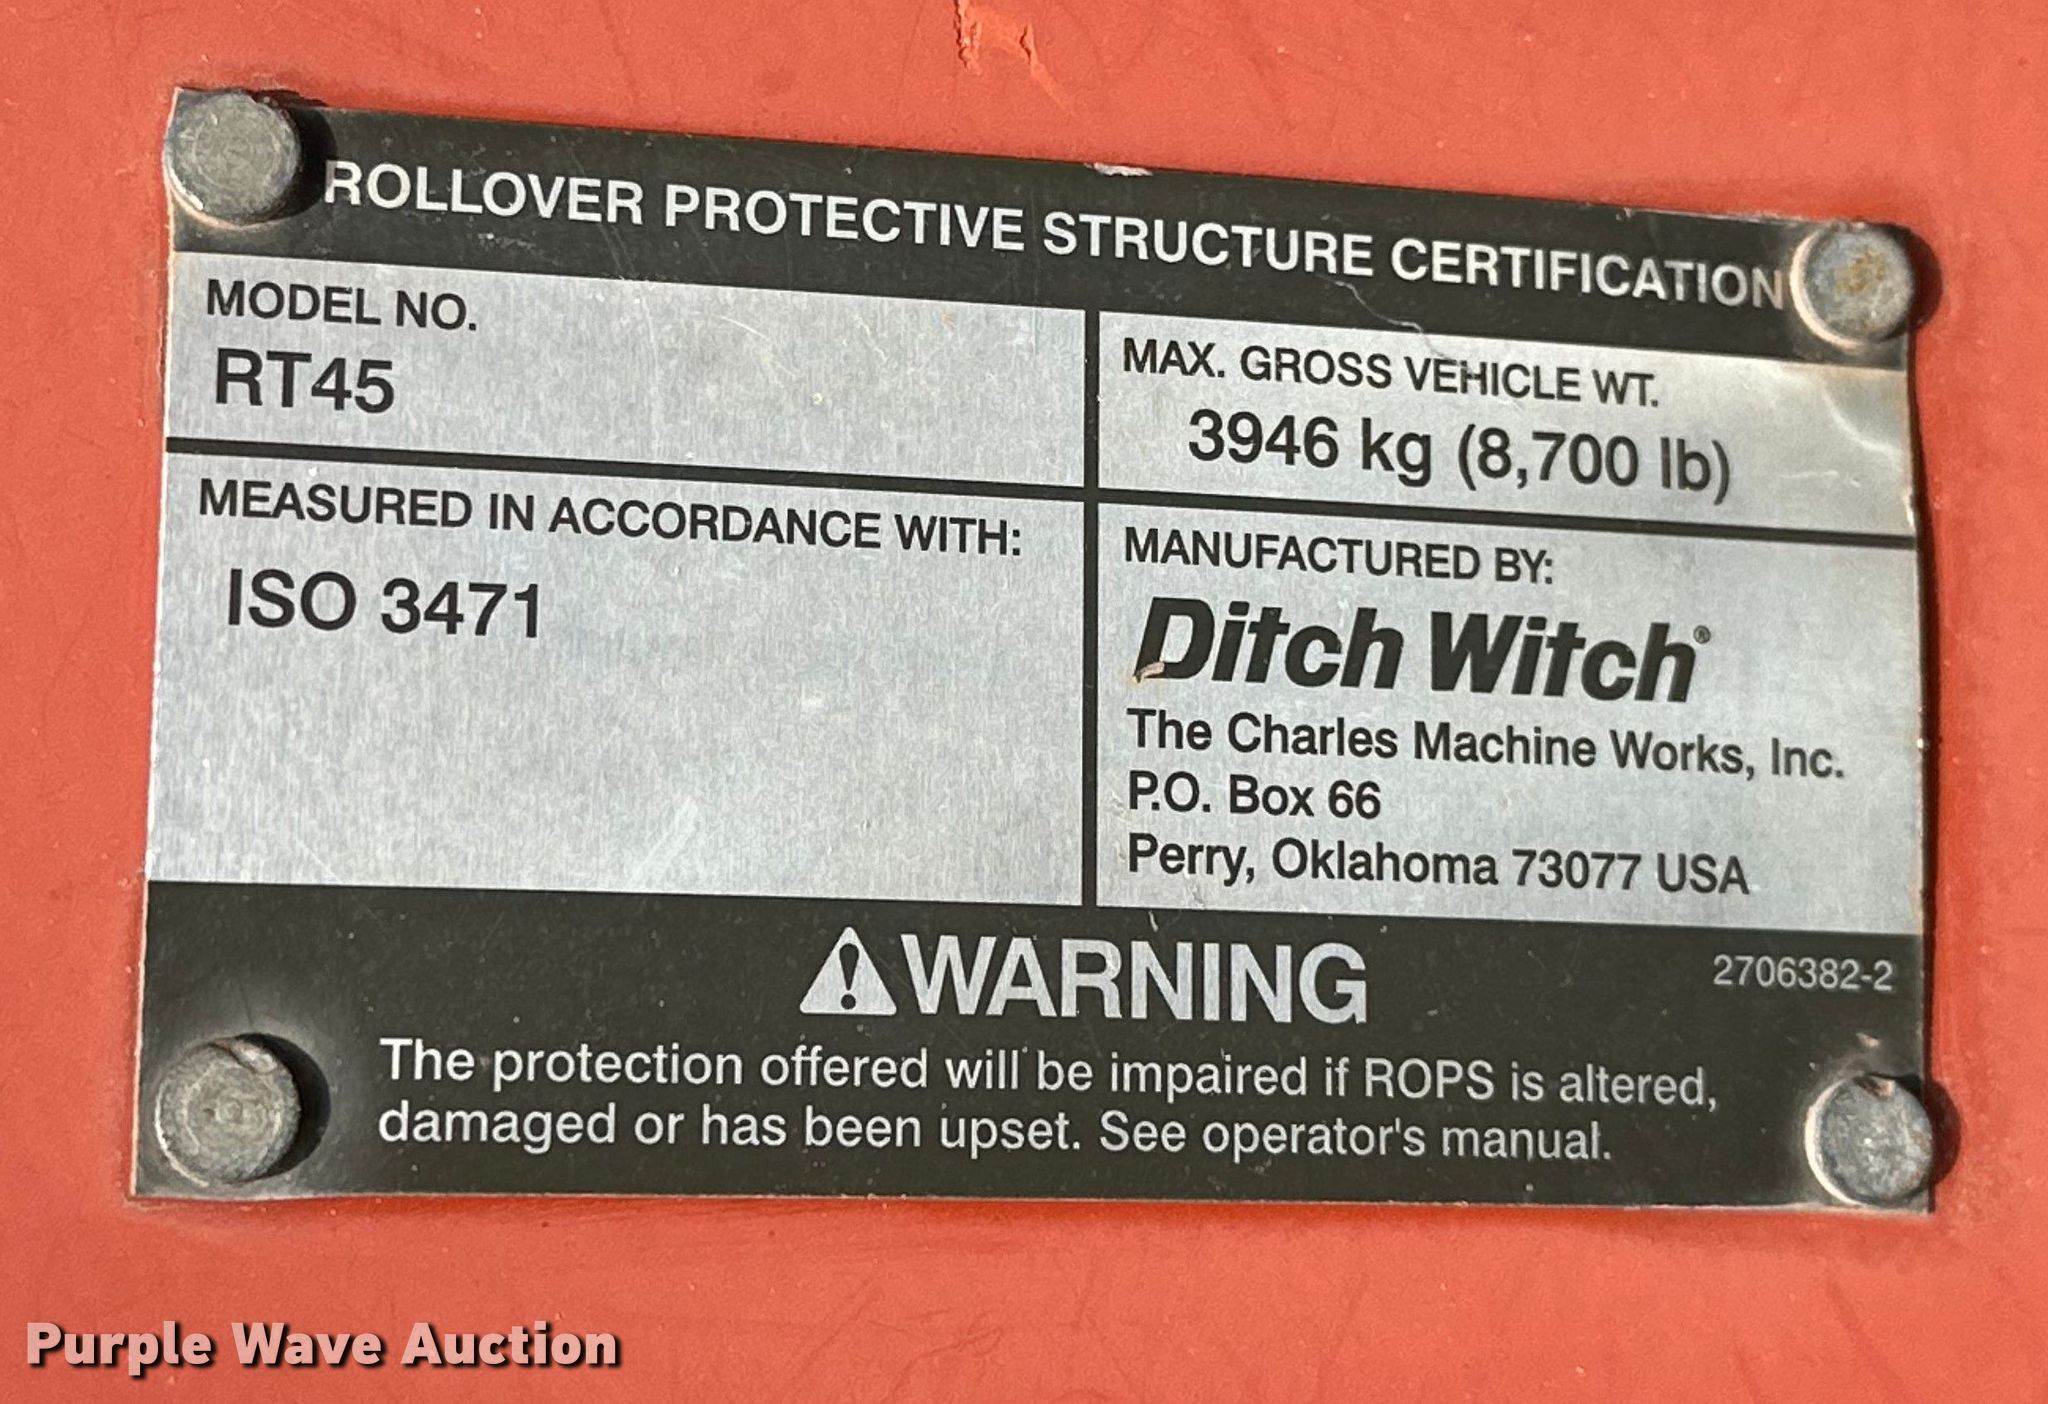 ROLLOVER PROTECTIVE STRUCTURE CERTIFICATION
MODEL NO.
RT45
MAX. GROSS VEHICLE WT.
3946 kg (8,700 lb)
MEASURED IN ACCORDANCE WITH:
ISO 3471
MANUFACTURED BY:
Ditch Witch®
The Charles Machine Works, Inc.
P.O. Box 66
Perry, Oklahoma 73077 USA
WARNING
2706382-2
The protection offered will be impaired if ROPS is altered,
damaged or has been upset. See operator's manual.
Purple Wave Auction